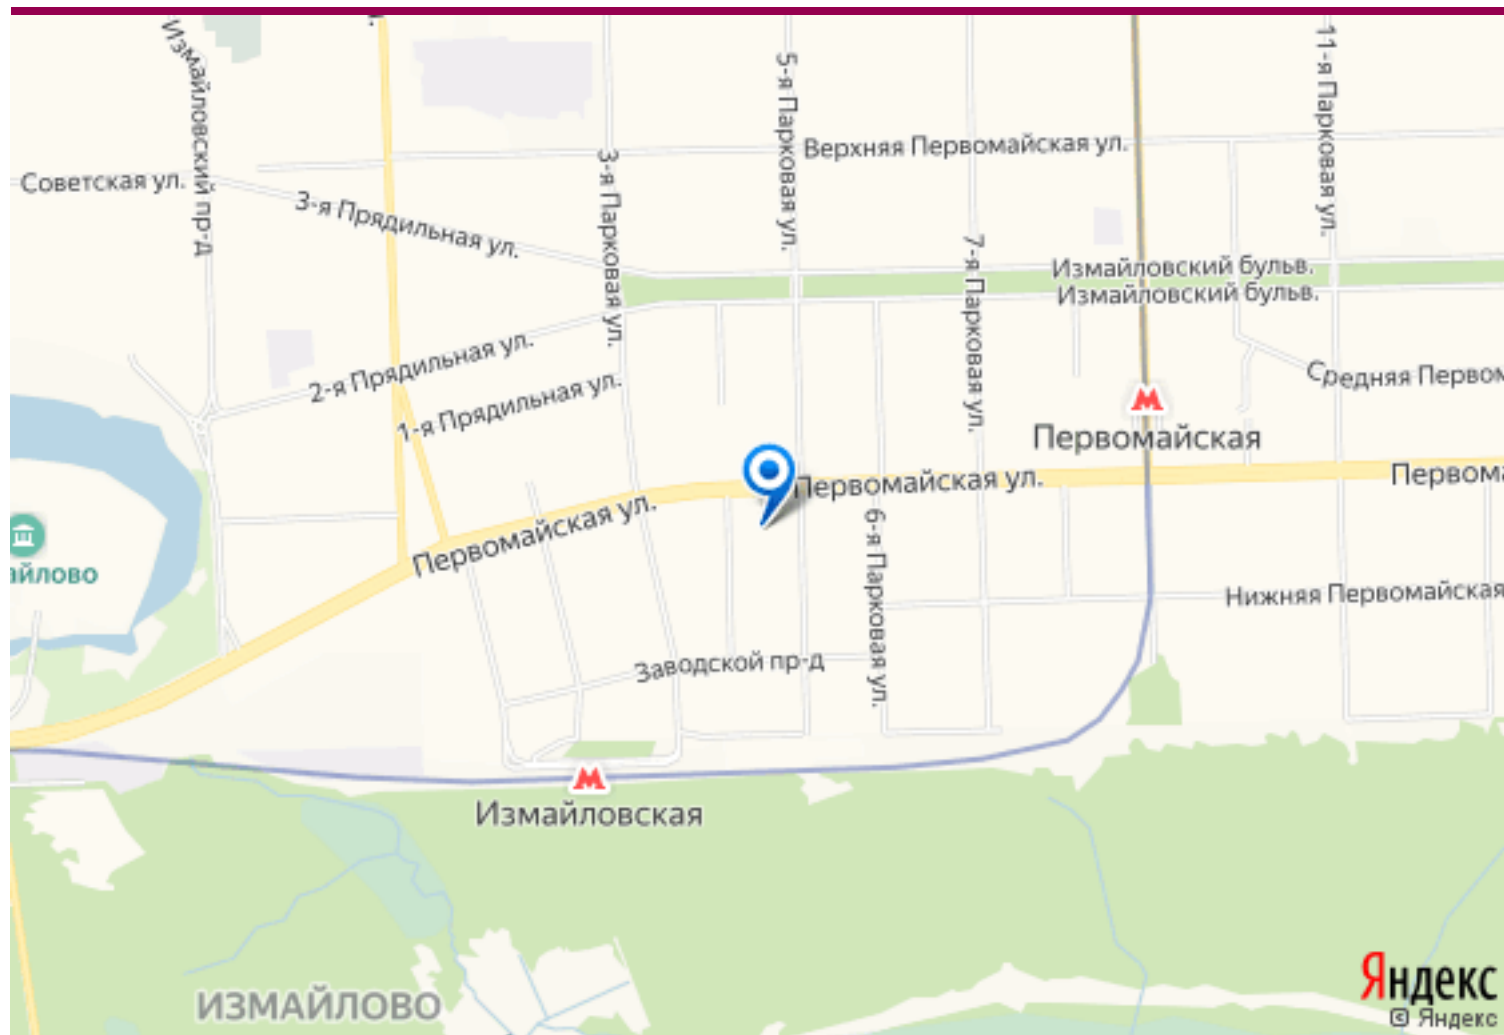 11-я Парковая ул.
Измайловский пр-д
5-я Парковая ул.
Верхняя Первомайская ул.
3-я Парковая ул.
Советская ул.
3-я Прядильная ул.
7-я Парковая ул.
Измайловский бульв.
Измайловский бульв.
2-я Прядильная ул.
1-я Прядильная ул.
Средняя Первом
Первомайская
Первома
Первомайская ул.
Первомайская ул.
6-я Парковая ул.
айлово
Нижняя Первомайская
Заводской пр-д
Измайловская
ИЗМАЙЛОВО
Яндекс
© Яндекс